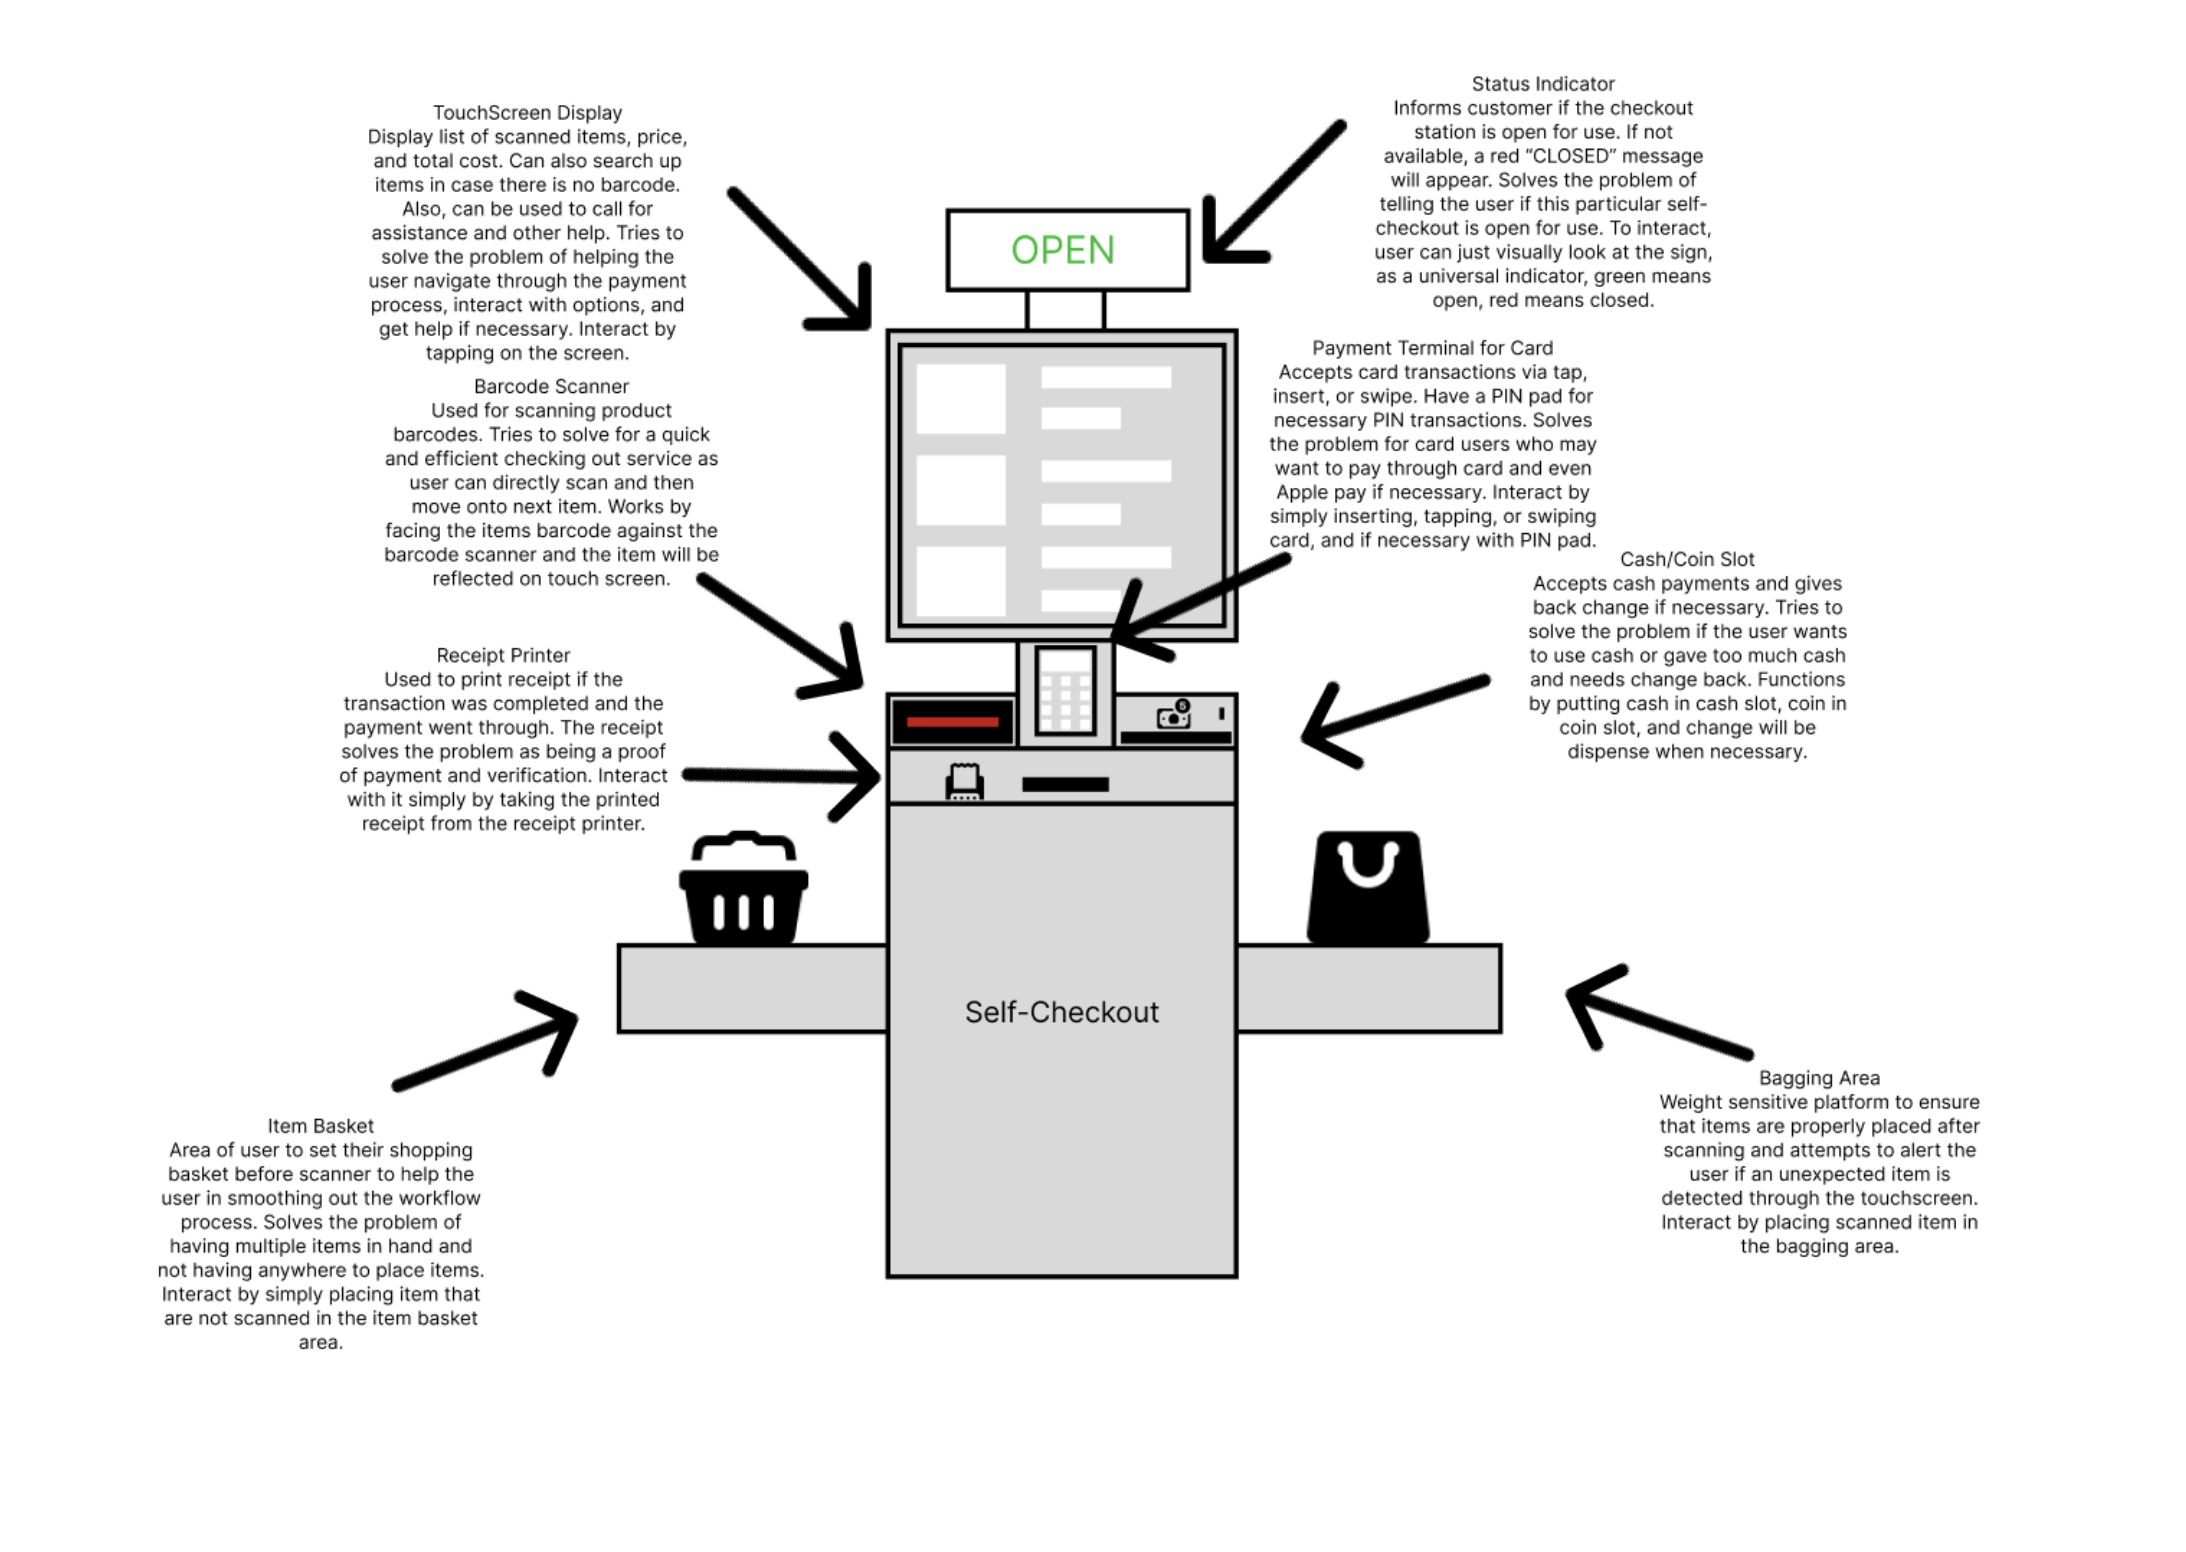 TouchScreen Display
Display list of scanned items, price,
and total cost. Can also search up
items in case there is no barcode.
Also, can be used to call for
assistance and other help. Tries to
solve the problem of helping the
user navigate through the payment
process, interact with options, and
get help if necessary. Interact by
tapping on the screen.
Barcode Scanner
Used for scanning product
barcodes. Tries to solve for a quick
and efficient checking out service as
user can directly scan and then
move onto next item. Works by
facing the items barcode against the
barcode scanner and the item will be
reflected on touch screen.
Receipt Printer
Used to print receipt if the
transaction was completed and the
payment went through. The receipt
solves the problem as being a proof
of payment and verification. Interact
with it simply by taking the printed
receipt from the receipt printer.
Item Basket
Area of user to set their shopping
basket before scanner to help the
user in smoothing out the workflow
process. Solves the problem of
having multiple items in hand and
not having anywhere to place items.
Interact by simply placing item that
are not scanned in the item basket
area.
OPEN
Self-Checkout
Status Indicator
Informs customer if the checkout
station is open for use. If not
available, a red “CLOSED” message
will appear. Solves the problem of
telling the user if this particular self-
checkout is open for use. To interact,
user can just visually look at the sign,
as a universal indicator, green means
open, red means closed.
Payment Terminal for Card
Accepts card transactions via tap,
insert, or swipe. Have a PIN pad for
necessary PIN transactions. Solves
the problem for card users who may
want to pay through card and even
Apple pay if necessary. Interact by
simply inserting, tapping, or swiping
card, and if necessary with PIN pad.
Cash/Coin Slot
Accepts cash payments and gives
back change if necessary. Tries to
solve the problem if the user wants
to use cash or gave too much cash
and needs change back. Functions
by putting cash in cash slot, coin in
coin slot, and change will be
dispense when necessary.
Bagging Area
Weight sensitive platform to ensure
that items are properly placed after
scanning and attempts to alert the
user if an unexpected item is
detected through the touchscreen.
Interact by placing scanned item in
the bagging area.